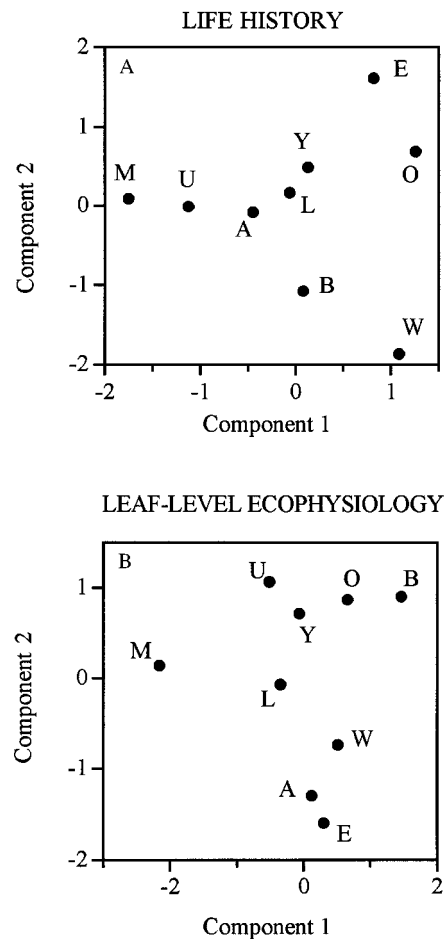 LIFE HISTORY
2
1
0
-1
-2
-2
-1
0
1
Component 2
Component 1
A
E
Y
O
M
U
L
A
B
W
LEAF-LEVEL ECOPHYSIOLOGY
1
0
-1
-2
-2
0
2
Component 2
Component 1
B
U
O
B
Y
M
L
W
A
E